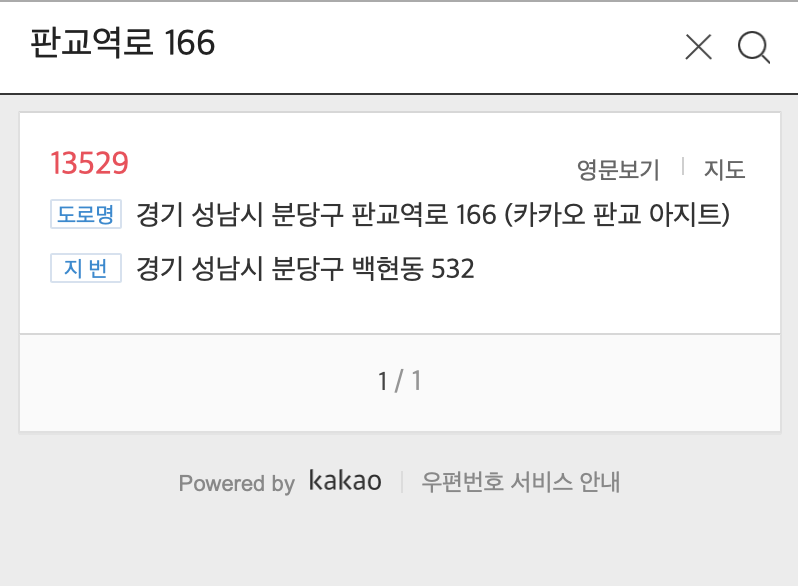 판교역로 166
13529
영문보기 | 지도
도로명 경기 성남시 분당구 판교역로 166 (카카오 판교 아지트)
지번 경기 성남시 분당구 백현동 532
1 / 1
Powered by kakao | 우편번호 서비스 안내